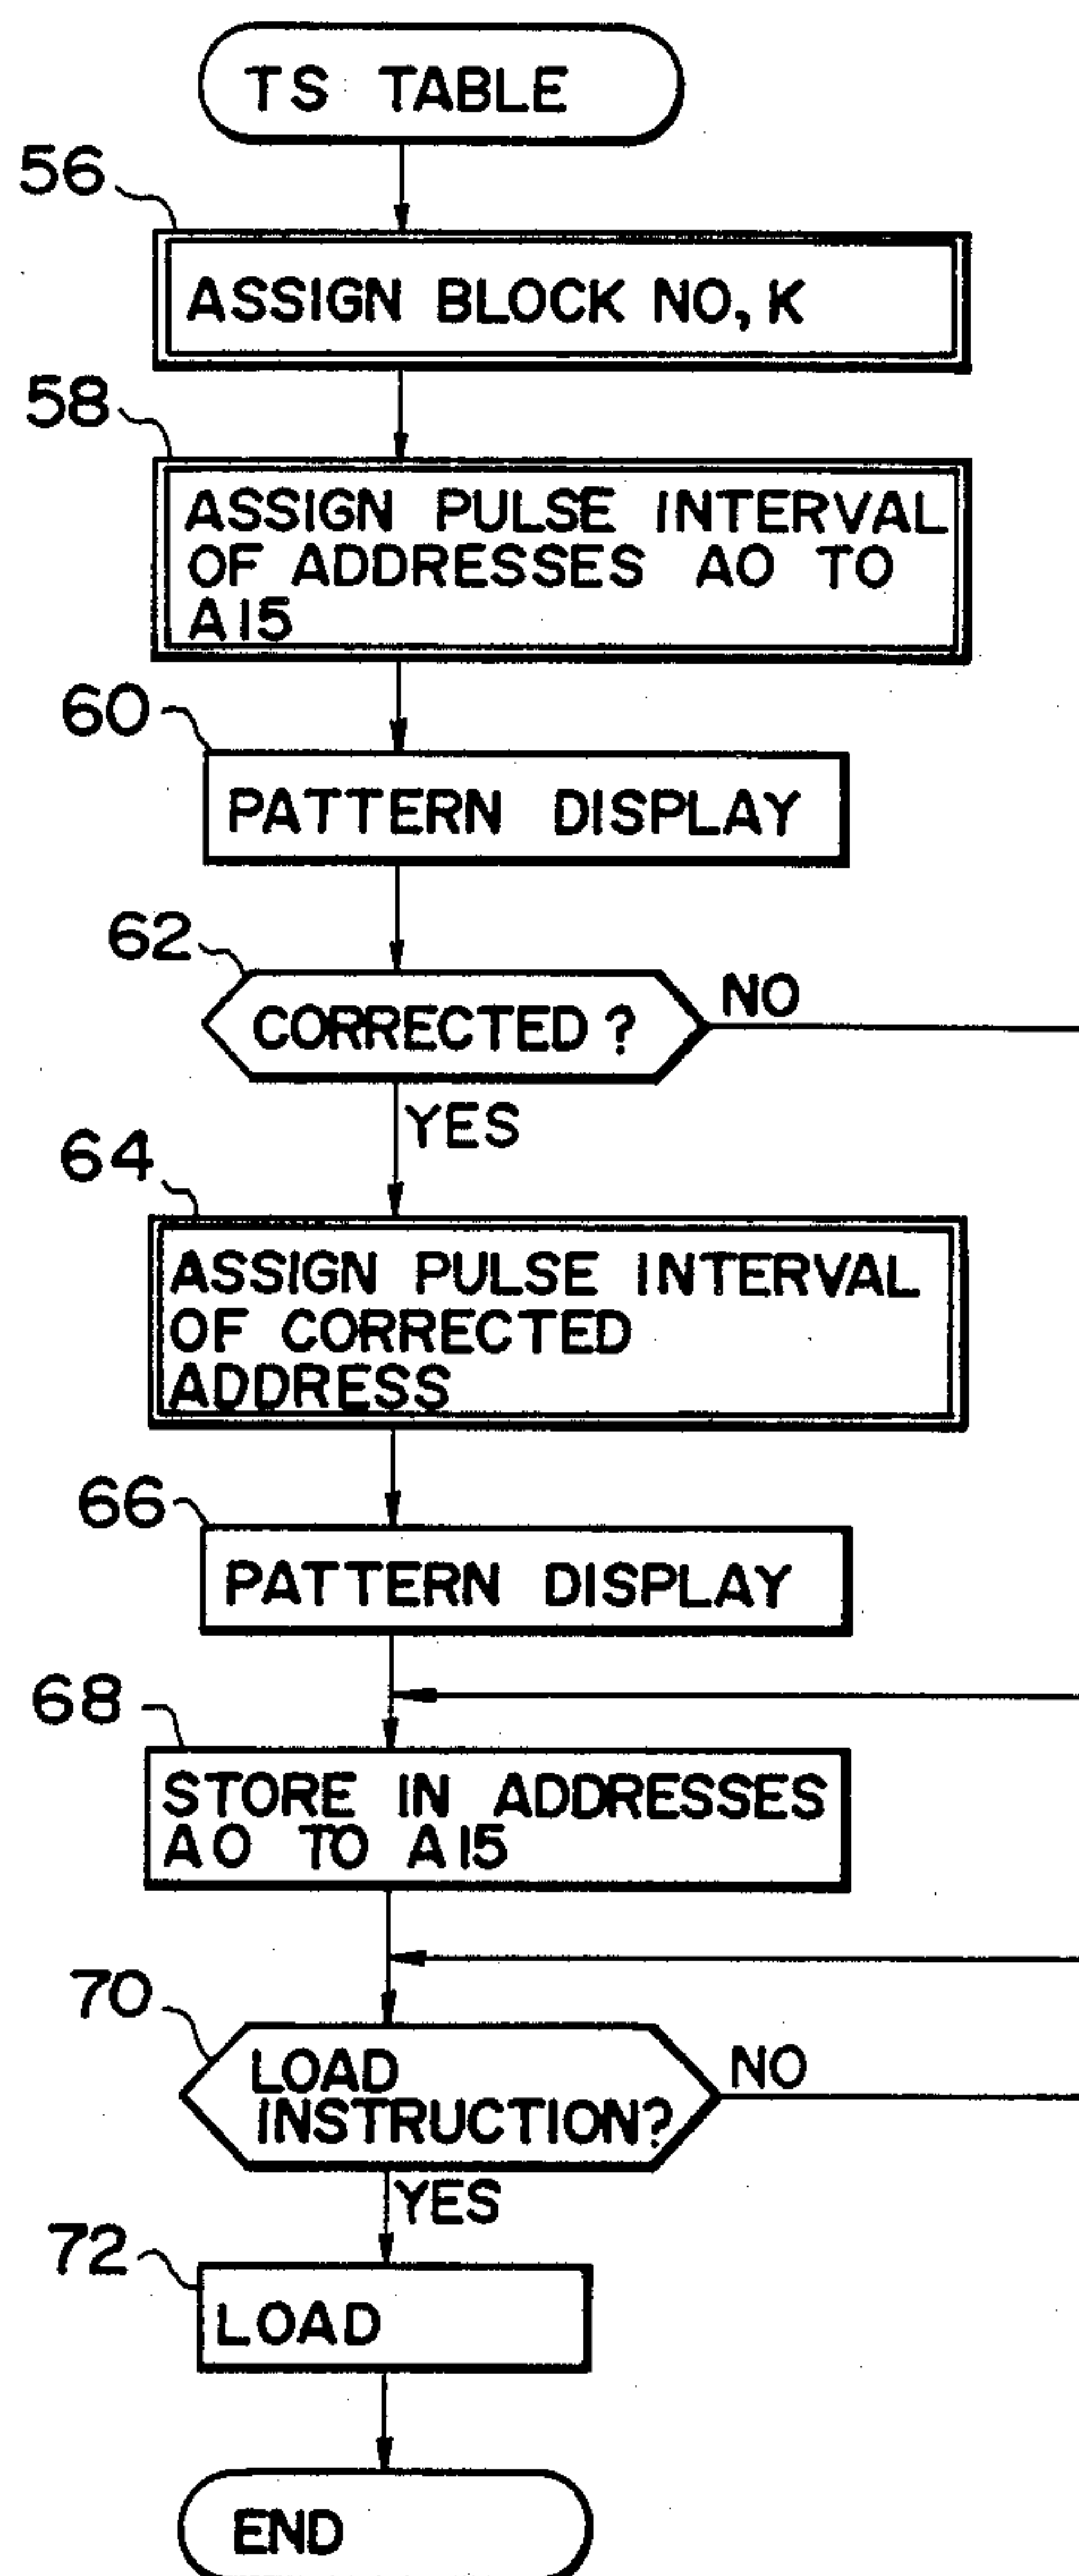 TS TABLE
56
ASSIGN BLOCK NO, K
58
ASSIGN PULSE INTERVAL
OF ADDRESSES A0 TO
A15
60
PATTERN DISPLAY
62
CORRECTED ?
NO
YES
64
ASSIGN PULSE INTERVAL
OF CORRECTED
ADDRESS
66
PATTERN DISPLAY
68
STORE IN ADDRESSES
A0 TO A15
70
LOAD
INSTRUCTION?
NO
YES
72
LOAD
END